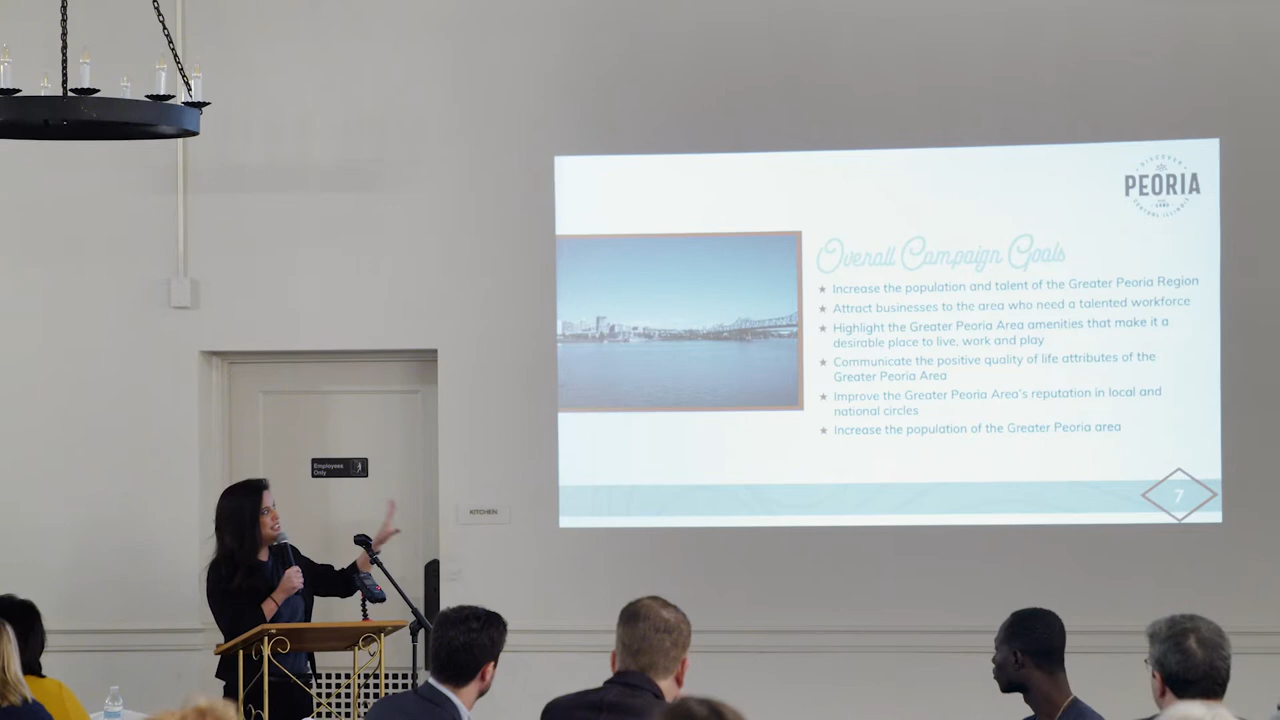 DISCOVER
PEORIA
CENTRAL ILLINOIS
Overall Campaign Goals
Increase the population and talent of the Greater Peoria Region
Attract businesses to the area who need a talented workforce
Highlight the Greater Peoria Area amenities that make it a
desirable place to live, work and play
Communicate the positive quality of life attributes of the
Greater Peoria Area
Improve the Greater Peoria Area's reputation in local and
national circles
Increase the population of the Greater Peoria area
7
Employees
Only
KITCHEN